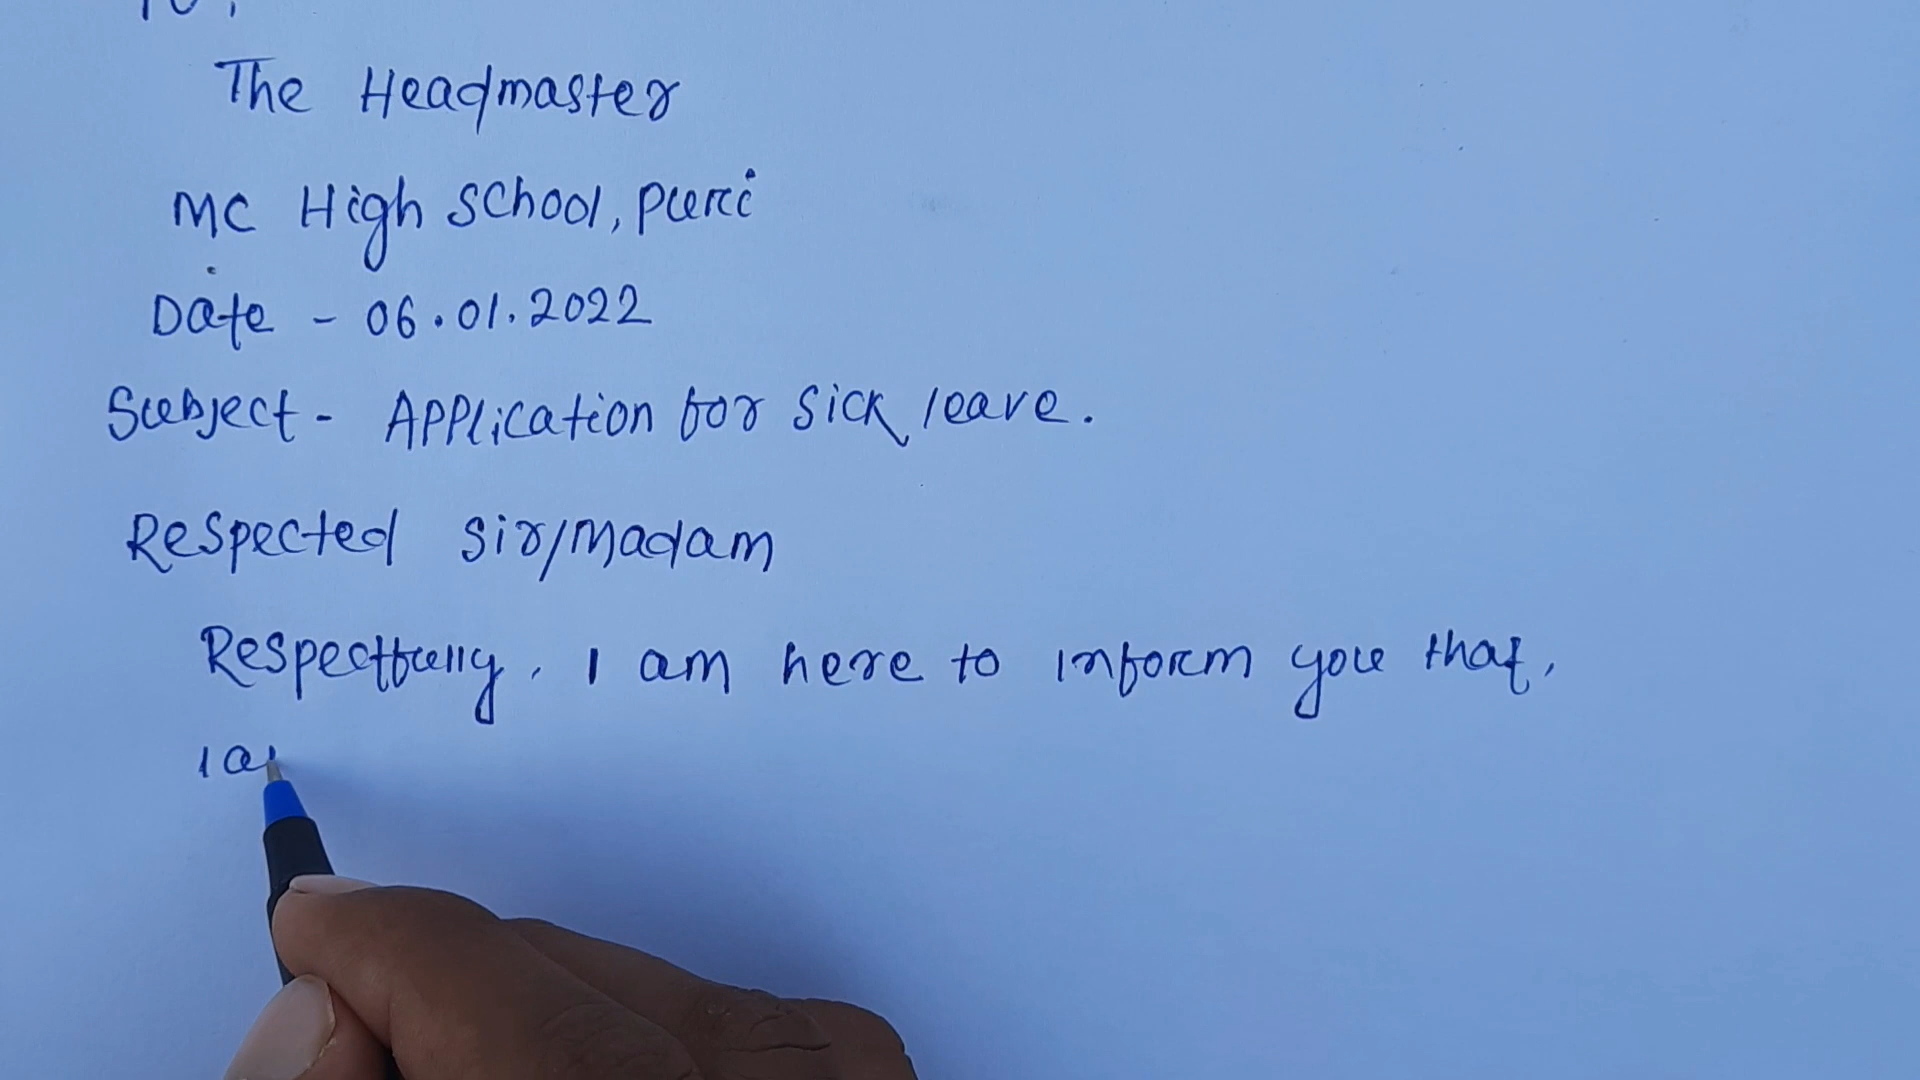 To,
The Headmaster
MC High School, Puri
Date - 06.01.2022
Subject - Application for sick leave.
Respected Sir/Madam
Respectfully, I am here to inform you that,
I a